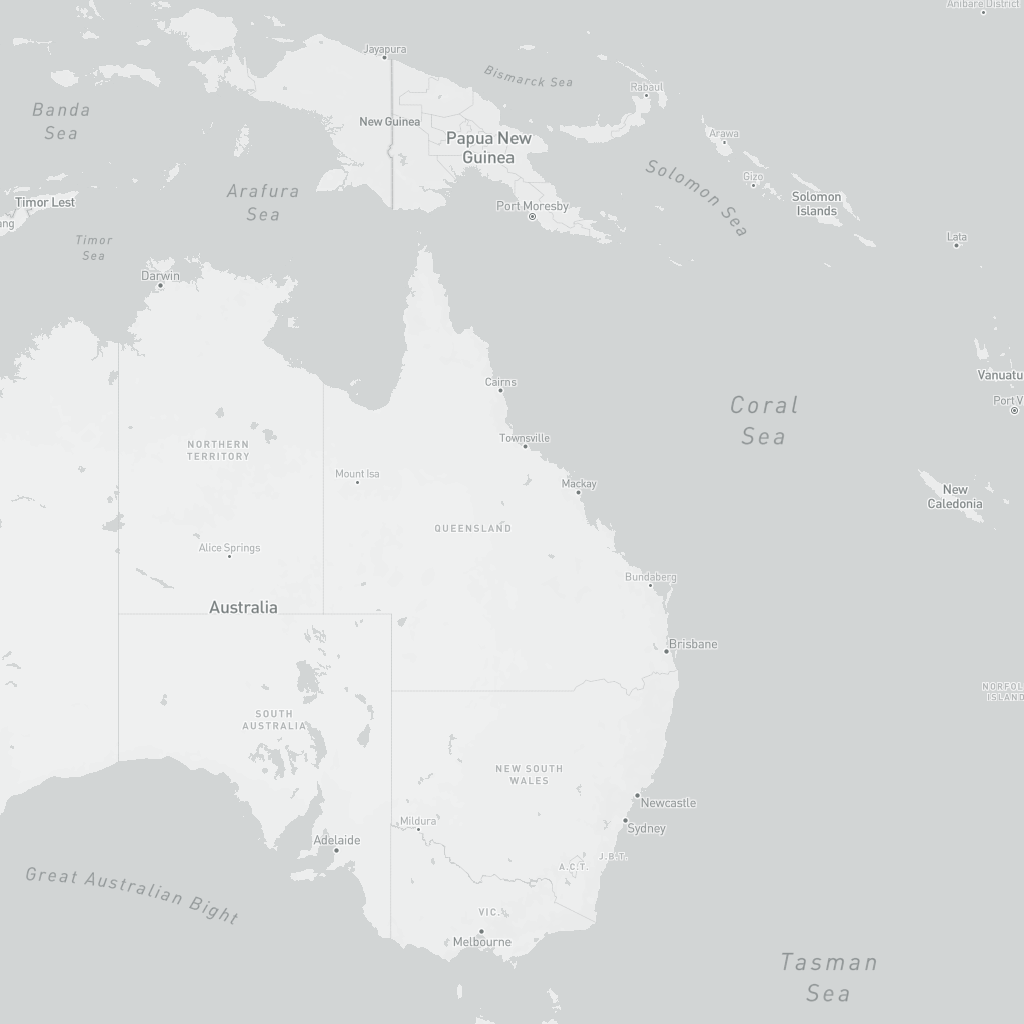 Anibare District
Jayapura
Bismarck Sea
Rabaul
Banda
Sea
New Guinea
Papua New
Guinea
Arawa
Solomon Sea
Gizo
Arafura
Sea
Timor Lest
Solomon
Islands
Port Moresby
ang
Timor
Sea
Lata
Darwin
Cairns
Vanuatu
Port V
Coral
Sea
Townsville
NORTHERN
TERRITORY
Mount Isa
Mackay
New
Caledonia
QUEENSLAND
Alice Springs
Bundaberg
Australia
Brisbane
NORFOL
ISLAND
SOUTH
AUSTRALIA
NEW SOUTH
WALES
Newcastle
Mildura
Sydney
Adelaide
J.B.T.
A.C.T.
Great Australian Bight
VIC.
Melbourne
Tasman
Sea